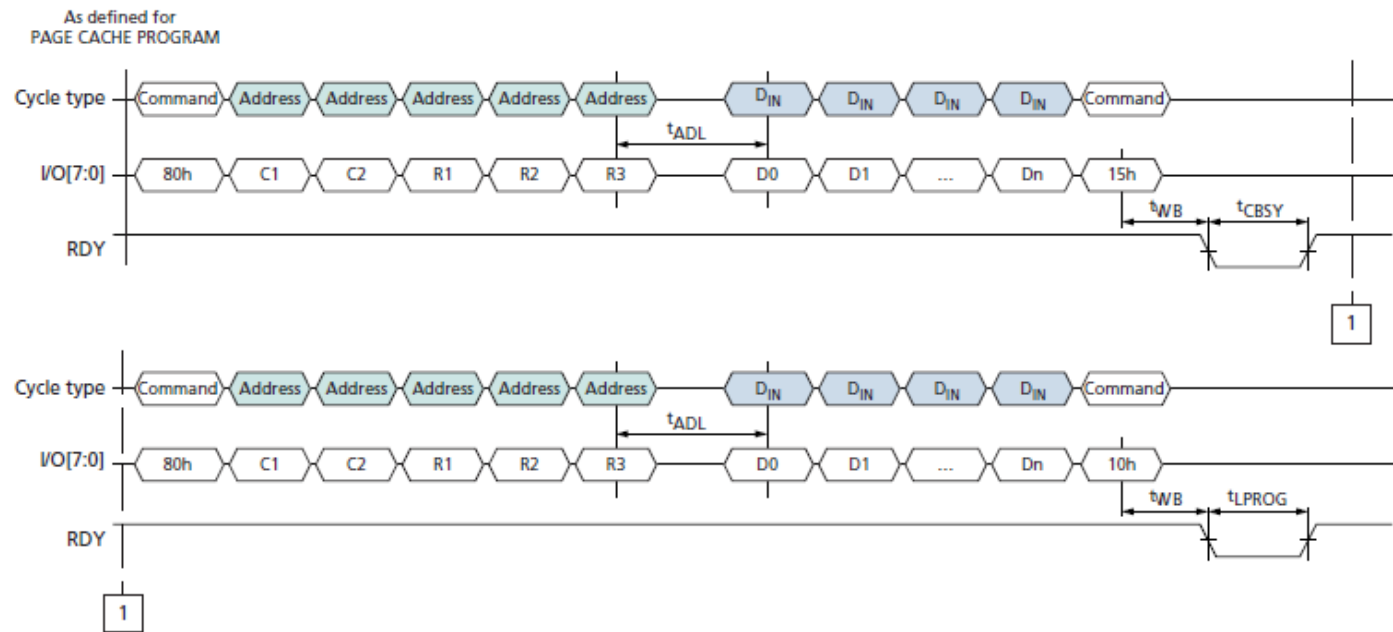 As defined for
PAGE CACHE PROGRAM
Cycle type Command Address Address Address Address Address DIN DIN DIN DIN Command
tADL
I/O[7:0] 80h C1 C2 R1 R2 R3 D0 D1 ... Dn 15h
tWB tCBSY
RDY
1
Cycle type Command Address Address Address Address Address DIN DIN DIN DIN Command
tADL
I/O[7:0] 80h C1 C2 R1 R2 R3 D0 D1 ... Dn 10h
tWB tLPROG
RDY
1